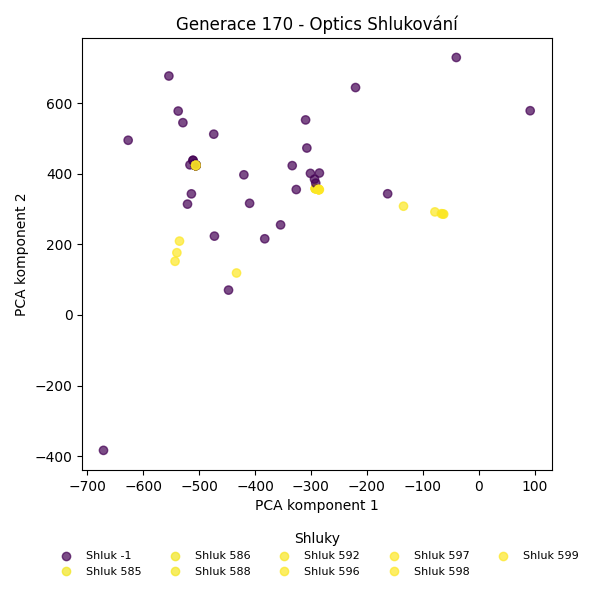 Generace 170 - Optics Shlukování
PCA komponent 2
600
400
200
0
−200
−400
−700 −600 −500 −400 −300 −200 −100 0 100
PCA komponent 1
Shluky
Shluk -1 Shluk 586 Shluk 592 Shluk 597 Shluk 599
Shluk 585 Shluk 588 Shluk 596 Shluk 598